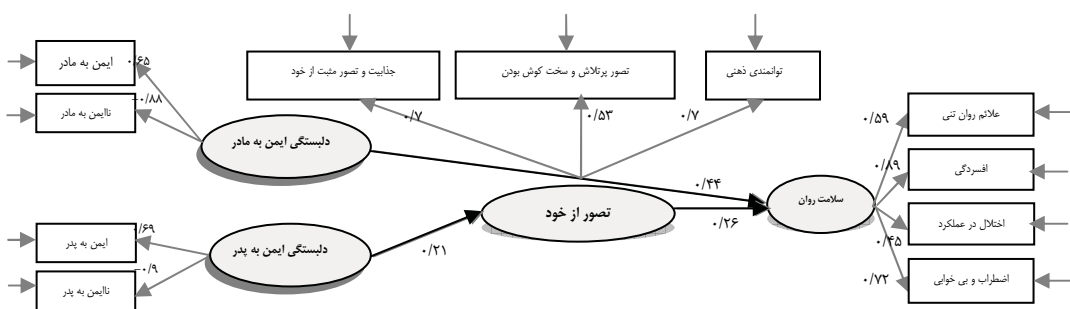 ایمن به مادر
۰/۶۵
ناایمن به مادر
-۰/۸۸
دلبستگی ایمن به مادر
جذابیت و تصور مثبت از خود
۰/۷
تصور پرتلاش و سخت کوش بودن
۰/۵۳
توانمندی ذهنی
۰/۷
علائم روان تنی
۰/۵۹
افسردگی
۰/۸۹
اختلال در عملکرد
۰/۴۵
اضطراب و بی خوابی
۰/۷۲
سلامت روان
۰/۴۴
۰/۲۶
تصور از خود
۰/۲۱
دلبستگی ایمن به پدر
ایمن به پدر
۰/۶۹
ناایمن به پدر
-۰/۹